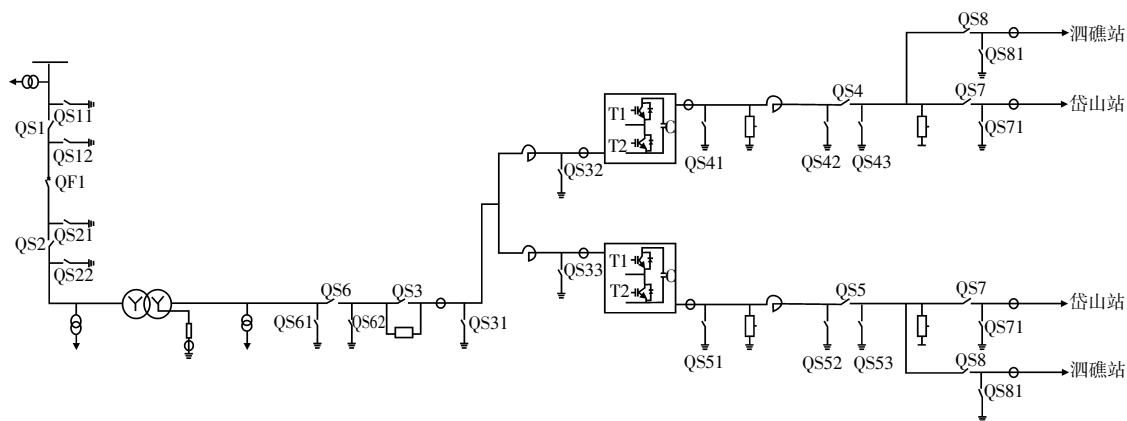 QS8
泗礁站
QS81
QS11
QS1
QS12
QF1
QS21
QS2
QS22
QS6
QS3
QS61
QS62
QS31
QS32
QS33
T1
T2
C
QS4
QS7
岱山站
QS71
QS41
QS42
QS43
T1
T2
C
QS5
QS7
岱山站
QS71
QS51
QS52
QS53
QS8
泗礁站
QS81